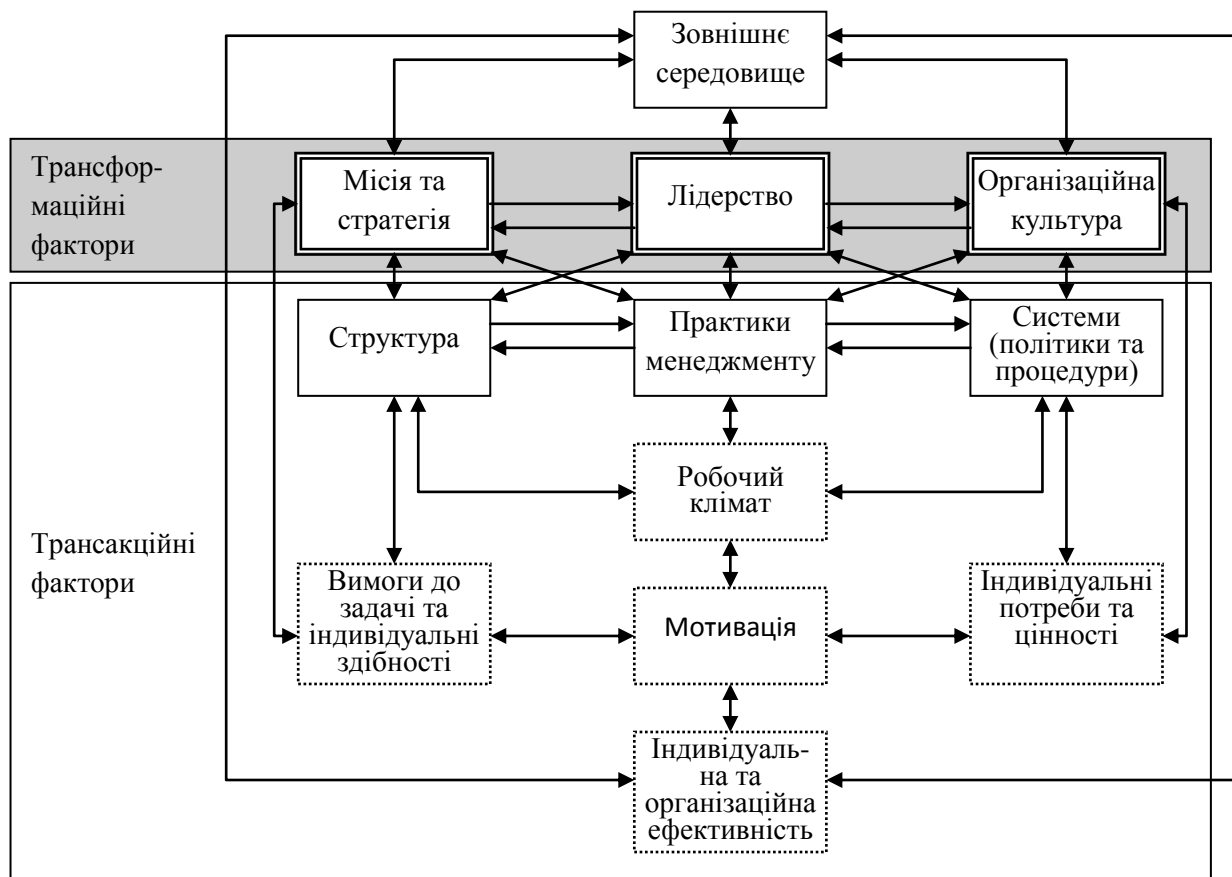 Зовнішнє
середовище
Трансфор-
маційні
фактори
Місія та
стратегія
Лідерство
Організаційна
культура
Структура
Практики
менеджменту
Системи
(політики та
процедури)
Робочий
клімат
Трансакційні
фактори
Вимоги до
задачі та
індивідуальні
здібності
Мотивація
Індивідуальні
потреби та
цінності
Індивідуаль-
на та
організаційна
ефективність